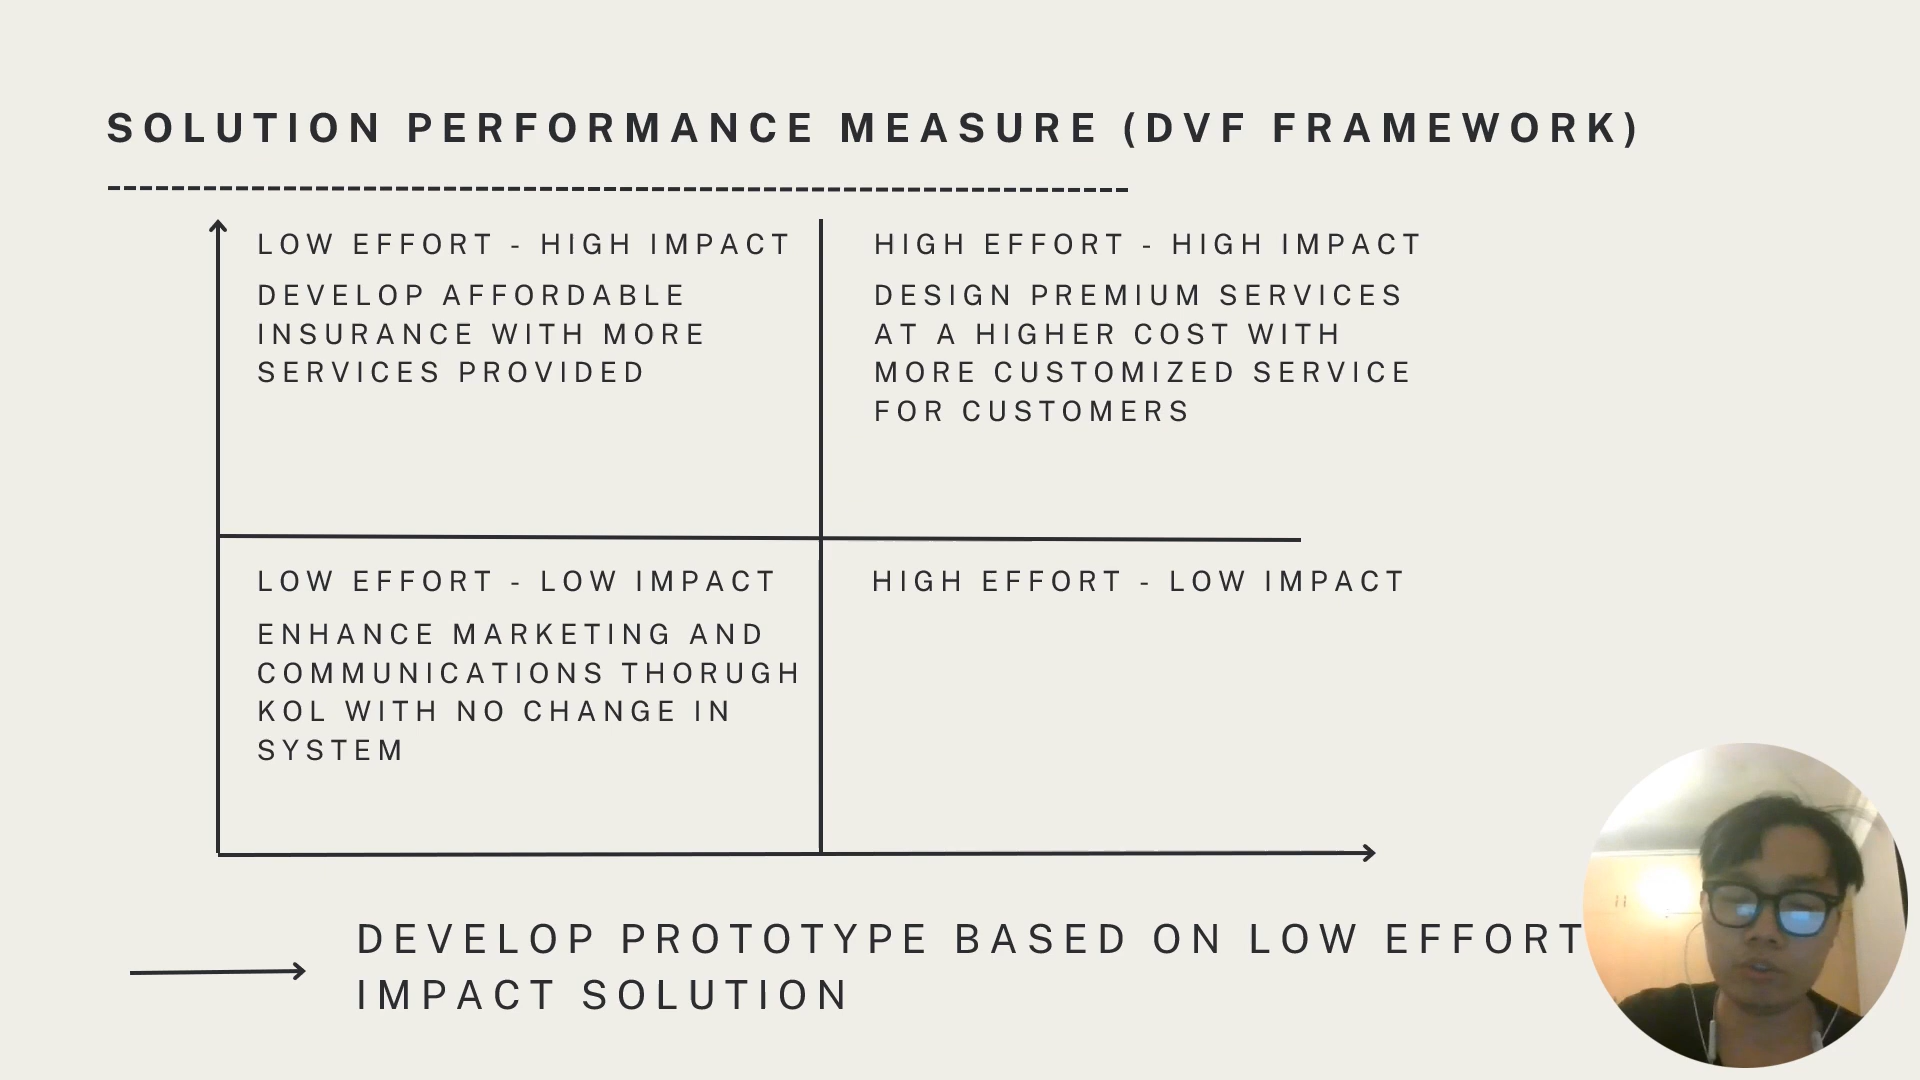 SOLUTION PERFORMANCE MEASURE (DVF FRAMEWORK)
LOW EFFORT - HIGH IMPACT
DEVELOP AFFORDABLE
INSURANCE WITH MORE
SERVICES PROVIDED
HIGH EFFORT - HIGH IMPACT
DESIGN PREMIUM SERVICES
AT A HIGHER COST WITH
MORE CUSTOMIZED SERVICE
FOR CUSTOMERS
LOW EFFORT - LOW IMPACT
ENHANCE MARKETING AND
COMMUNICATIONS THORUGH
KOL WITH NO CHANGE IN
SYSTEM
HIGH EFFORT - LOW IMPACT
DEVELOP PROTOTYPE BASED ON LOW EFFORT
IMPACT SOLUTION